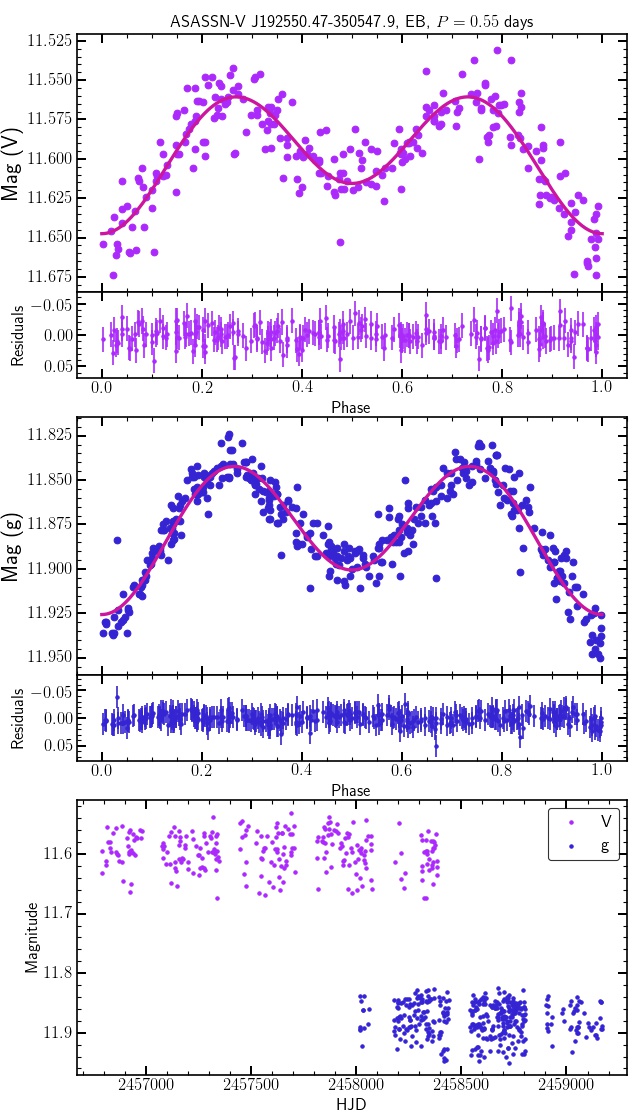 ASASSN-V J192550.47-350547.9, EB, P = 0.55 days
11.525
11.550
11.575
11.600
11.625
11.650
11.675
Mag (V)
−0.05
0.00
0.05
Residuals
0.0 0.2 0.4 0.6 0.8 1.0
Phase
11.825
11.850
11.875
11.900
11.925
11.950
Mag (g)
−0.05
0.00
0.05
Residuals
0.0 0.2 0.4 0.6 0.8 1.0
Phase
V
g
11.6
11.7
11.8
11.9
Magnitude
2457000 2457500 2458000 2458500 2459000
HJD